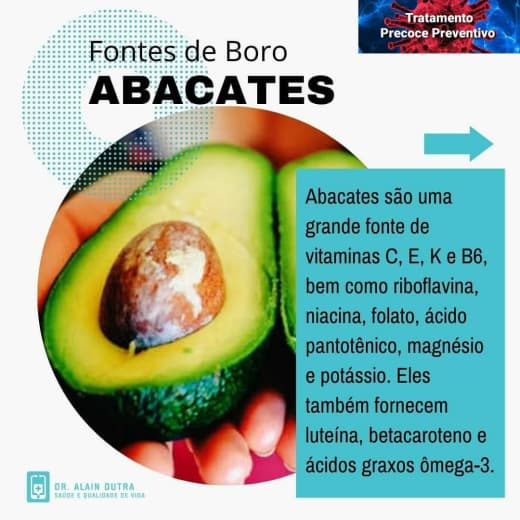 Tratamento
Precoce Preventivo
Fontes de Boro
ABACATES
Abacates são uma
grande fonte de
vitaminas C, E, K e B6,
bem como riboflavina,
niacina, folato, ácido
pantotênico, magnésio
e potássio. Eles
também fornecem
luteína, betacaroteno e
ácidos graxos ômega-3.
DR. ALAIN DUTRA
SAÚDE E QUALIDADE DE VIDA